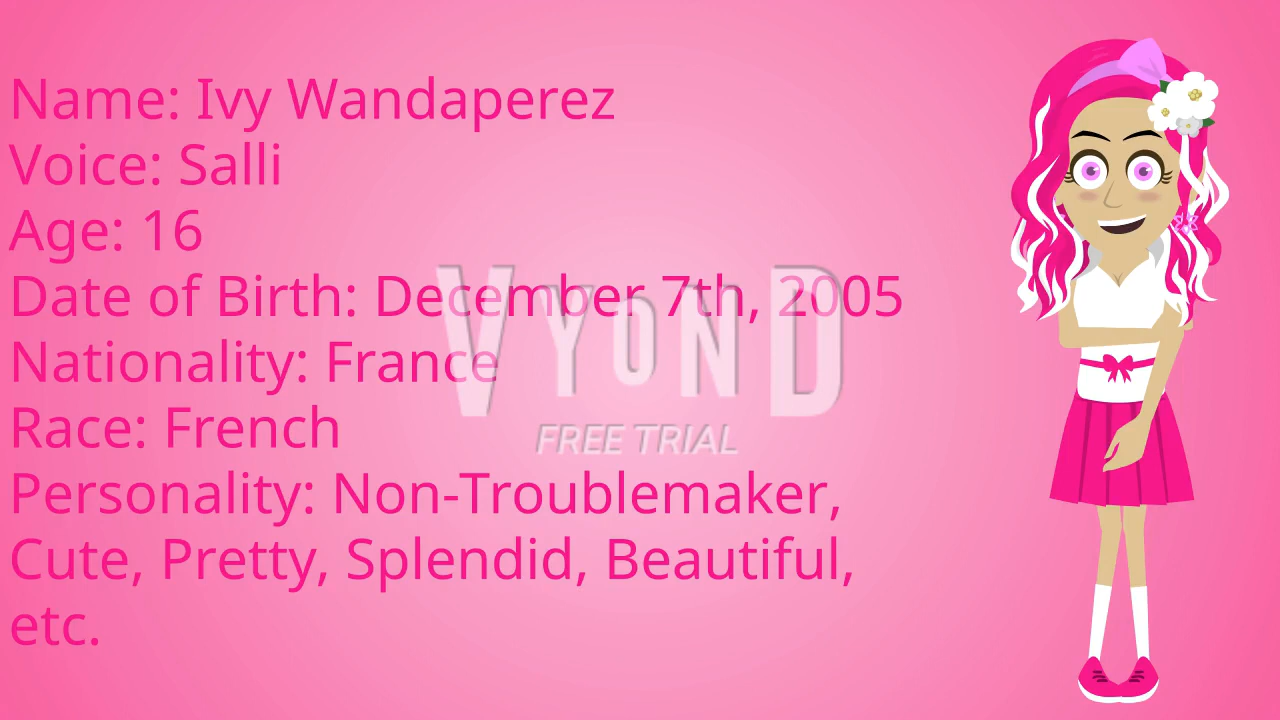 Name: Ivy Wandaperez
Voice: Salli
Age: 16
Date of Birth: December 7th, 2005
Nationality: France
Race: French
Personality: Non-Troublemaker,
Cute, Pretty, Splendid, Beautiful,
etc.
VYOND
FREE TRIAL